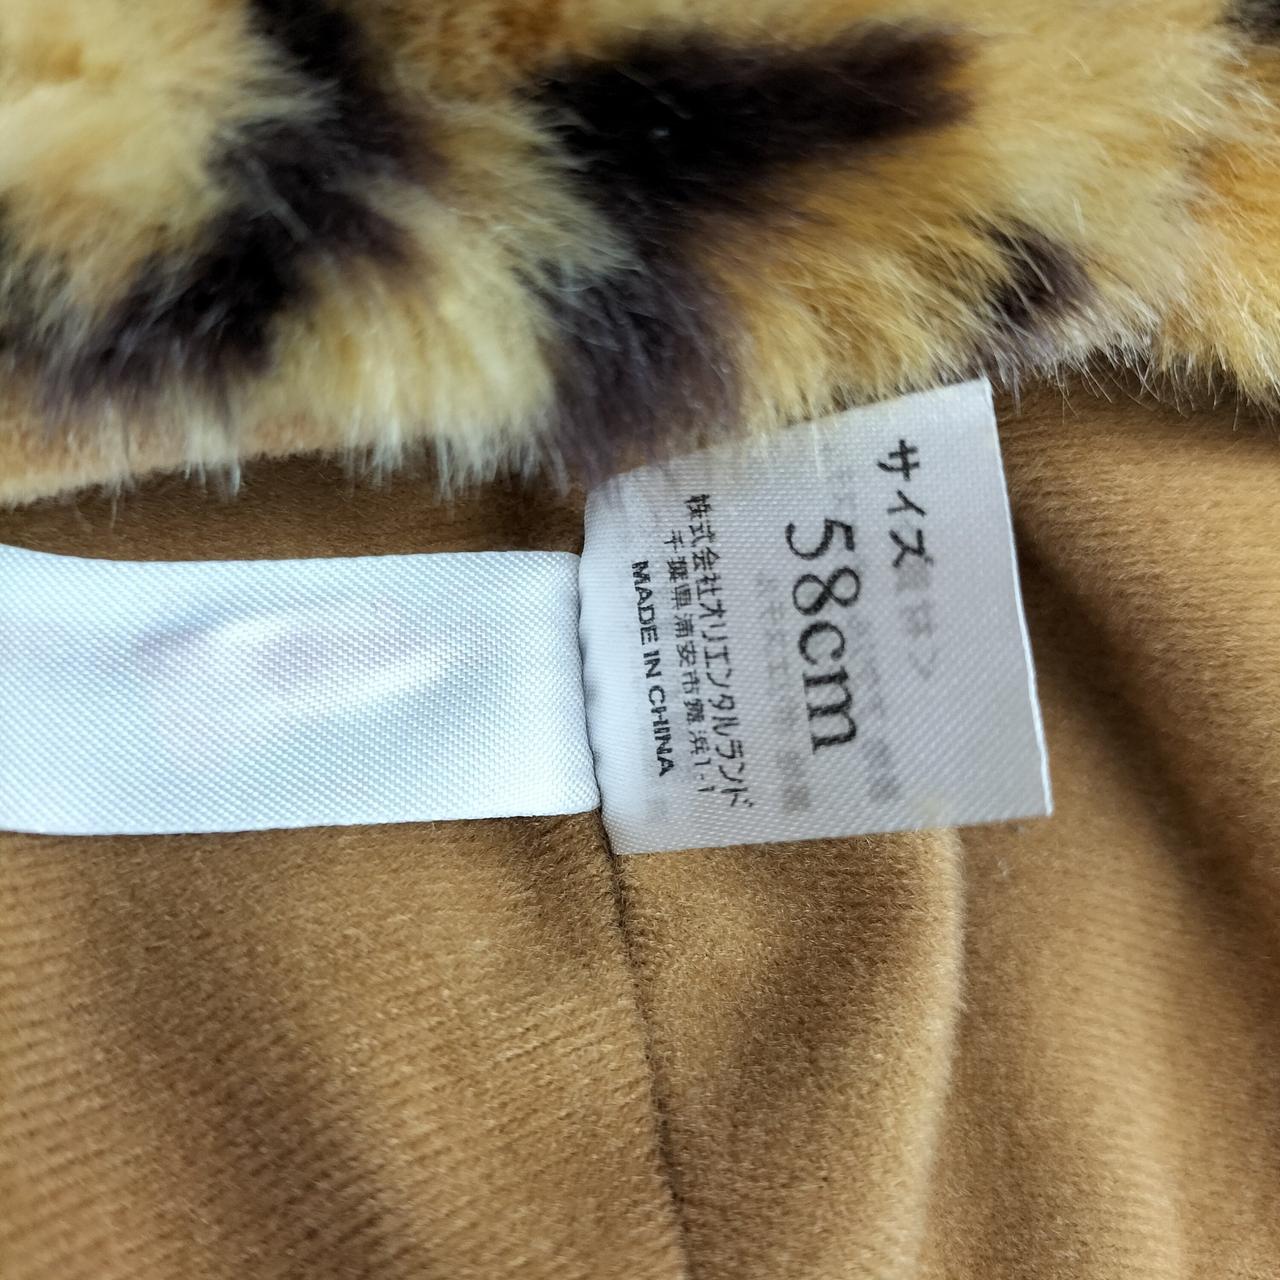 サイズ
58cm
株式会社オリエンタルランド
千葉県浦安市舞浜1-1
MADE IN CHINA